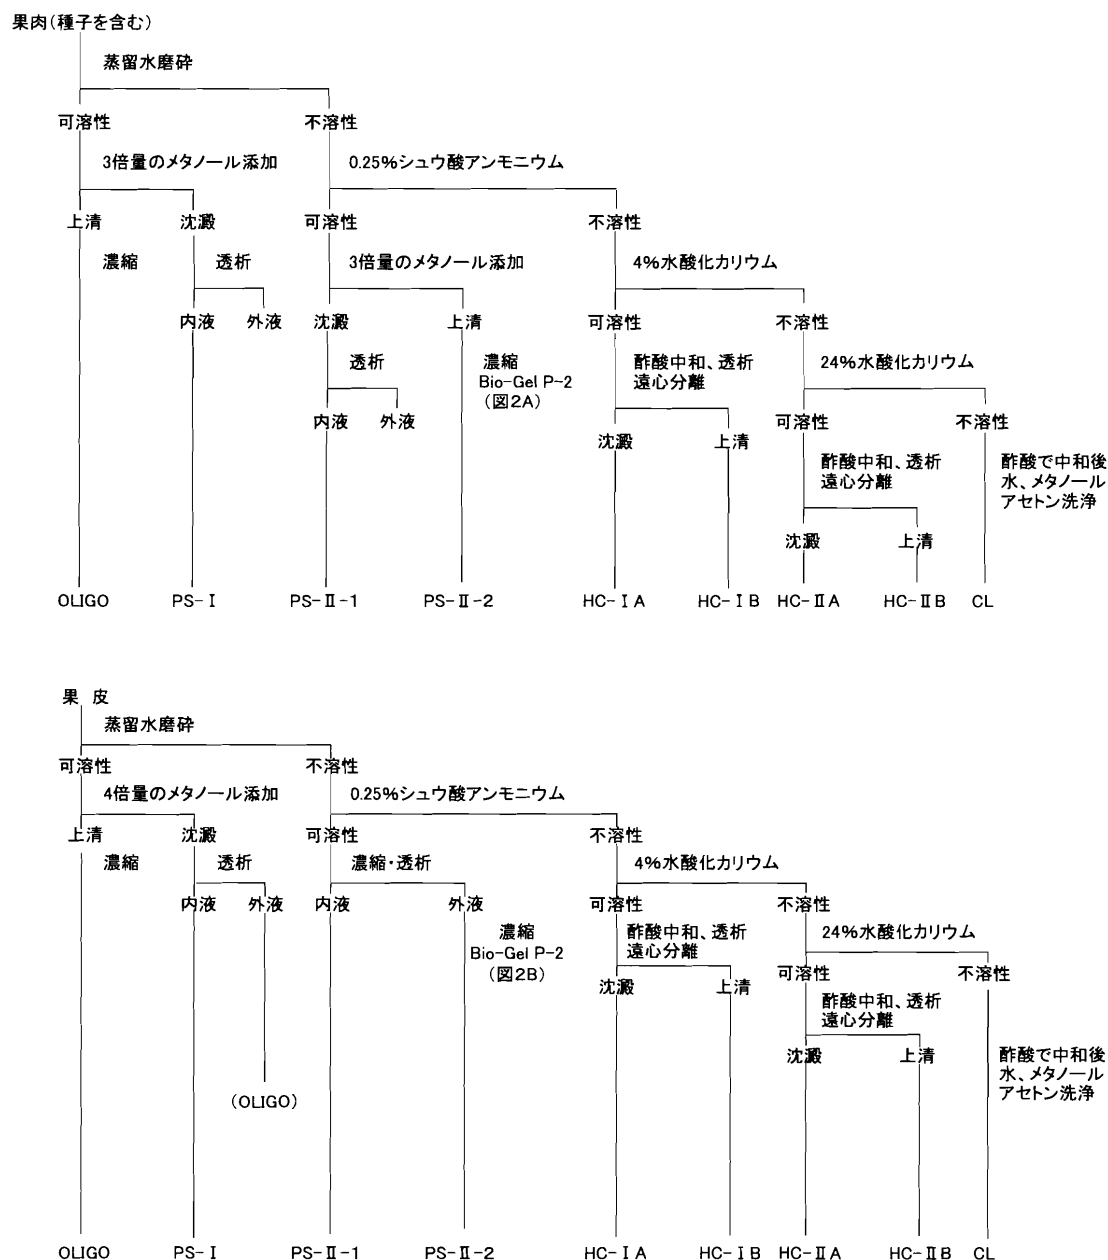 果肉(種子を含む)
蒸留水磨砕
可溶性
不溶性
3倍量のメタノール添加
0.25%シュウ酸アンモニウム
上清
沈澱
可溶性
不溶性
濃縮
透析
3倍量のメタノール添加
4%水酸化カリウム
内液
外液
沈澱
上清
可溶性
不溶性
透析
濃縮
Bio-Gel P-2
(図2A)
酢酸中和、透析
遠心分離
24%水酸化カリウム
内液
外液
沈澱
上清
可溶性
不溶性
酢酸中和、透析
遠心分離
酢酸で中和後
水、メタノール
アセトン洗浄
沈澱
上清
OLIGO
PS-Ⅰ
PS-Ⅱ-1
PS-Ⅱ-2
HC-ⅠA
HC-ⅠB
HC-ⅡA
HC-ⅡB
CL
果 皮
蒸留水磨砕
可溶性
不溶性
4倍量のメタノール添加
0.25%シュウ酸アンモニウム
上清
沈澱
可溶性
不溶性
濃縮
透析
濃縮・透析
4%水酸化カリウム
内液
外液
内液
外液
可溶性
不溶性
濃縮
Bio-Gel P-2
(図2B)
酢酸中和、透析
遠心分離
24%水酸化カリウム
沈澱
上清
可溶性
不溶性
酢酸中和、透析
遠心分離
沈澱
上清
酢酸で中和後
水、メタノール
アセトン洗浄
(OLIGO)
OLIGO
PS-Ⅰ
PS-Ⅱ-1
PS-Ⅱ-2
HC-ⅠA
HC-ⅠB
HC-ⅡA
HC-ⅡB
CL